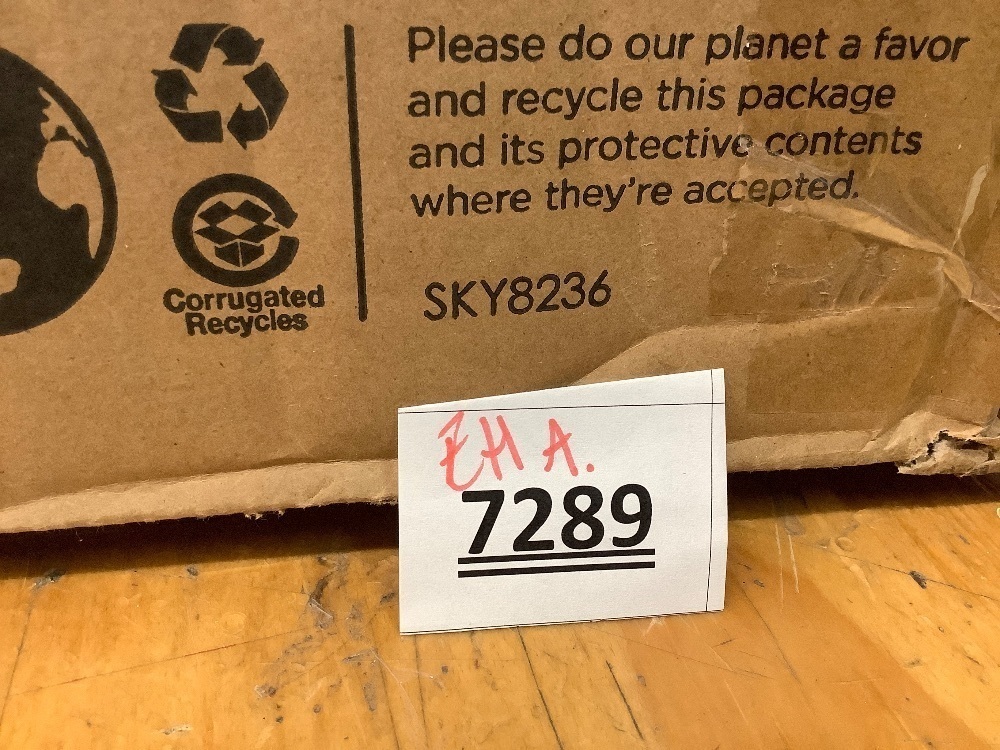 Please do our planet a favor
and recycle this package
and its protective contents
where they're accepted.
SKY8236
Corrugated
Recycles
EH A.
7289